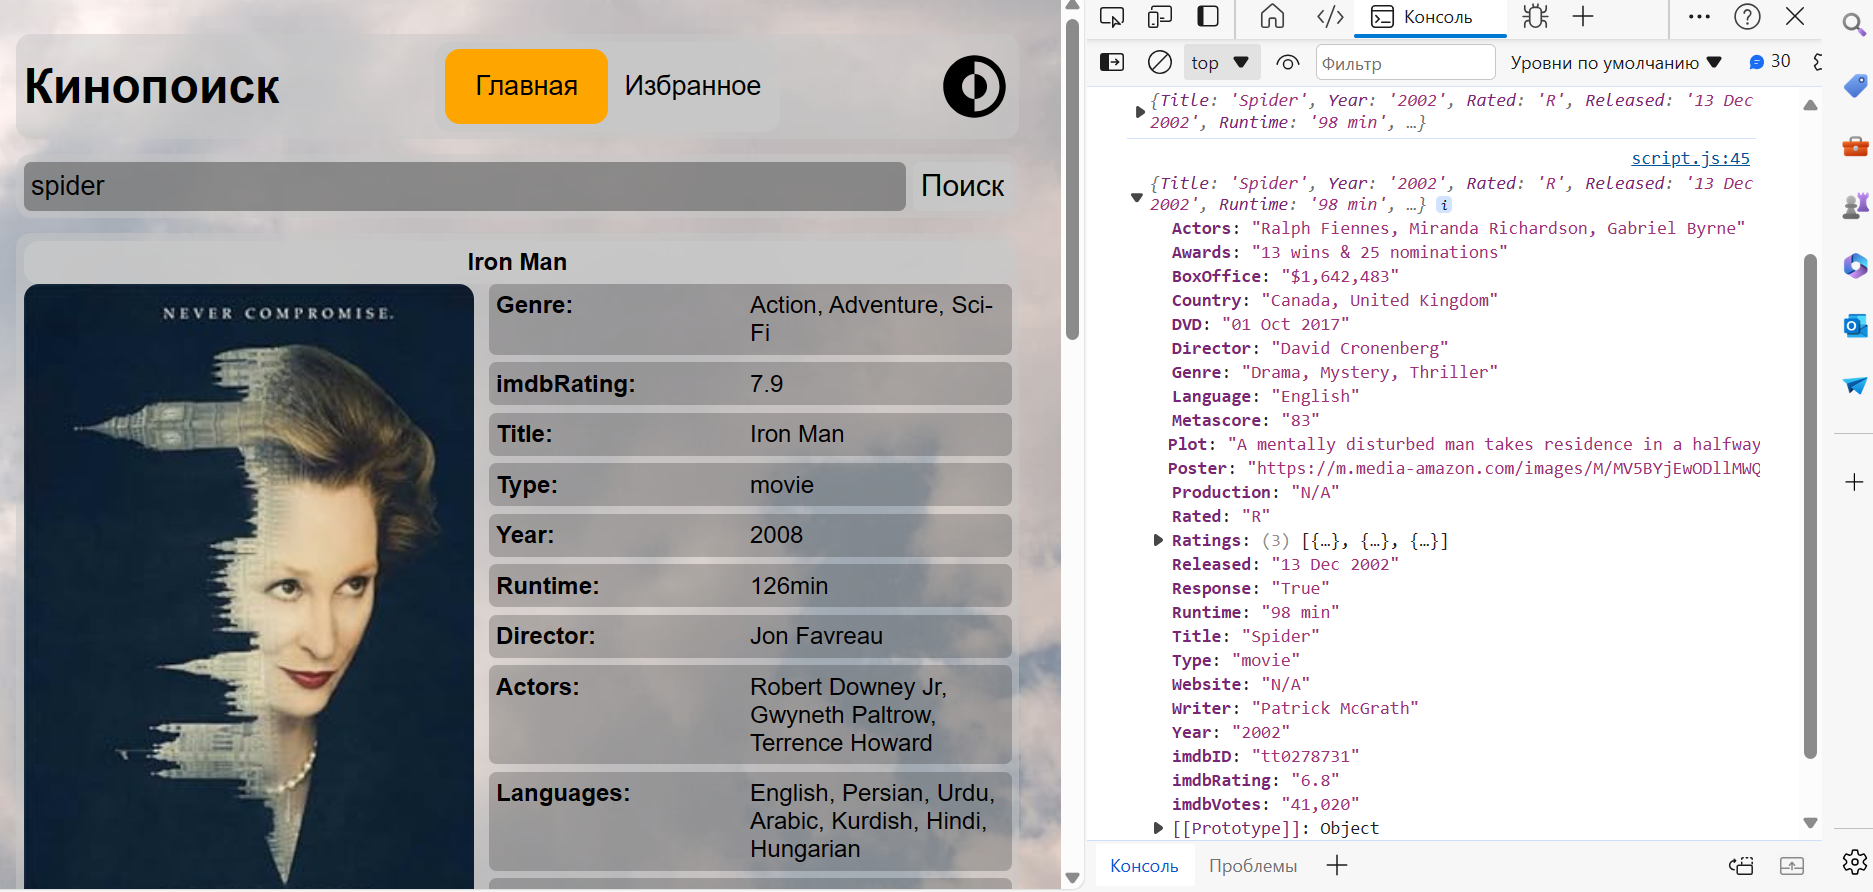 Кинопоиск
Главная
Избранное
spider
Поиск
Iron Man
NEVER COMPROMISE.
Genre:
Action, Adventure, Sci-
Fi
imdbRating:
7.9
Title:
Iron Man
Type:
movie
Year:
2008
Runtime:
126min
Director:
Jon Favreau
Actors:
Robert Downey Jr,
Gwyneth Paltrow,
Terrence Howard
Languages:
English, Persian, Urdu,
Arabic, Kurdish, Hindi,
Hungarian
Консоль
top
Фильтр
Уровни по умолчанию
30
{Title: 'Spider', Year: '2002', Rated: 'R', Released: '13 Dec
2002', Runtime: '98 min', …}
script.js:45
{Title: 'Spider', Year: '2002', Rated: 'R', Released: '13 Dec
2002', Runtime: '98 min', …} i
Actors: "Ralph Fiennes, Miranda Richardson, Gabriel Byrne"
Awards: "13 wins & 25 nominations"
BoxOffice: "$1,642,483"
Country: "Canada, United Kingdom"
DVD: "01 Oct 2017"
Director: "David Cronenberg"
Genre: "Drama, Mystery, Thriller"
Language: "English"
Metascore: "83"
Plot: "A mentally disturbed man takes residence in a halfway
Poster: "https://m.media-amazon.com/images/M/MV5BYjEwODllMWQ
Production: "N/A"
Rated: "R"
Ratings: (3) [{…}, {…}, {…}]
Released: "13 Dec 2002"
Response: "True"
Runtime: "98 min"
Title: "Spider"
Type: "movie"
Website: "N/A"
Writer: "Patrick McGrath"
Year: "2002"
imdbID: "tt0278731"
imdbRating: "6.8"
imdbVotes: "41,020"
[[Prototype]]: Object
Консоль
Проблемы